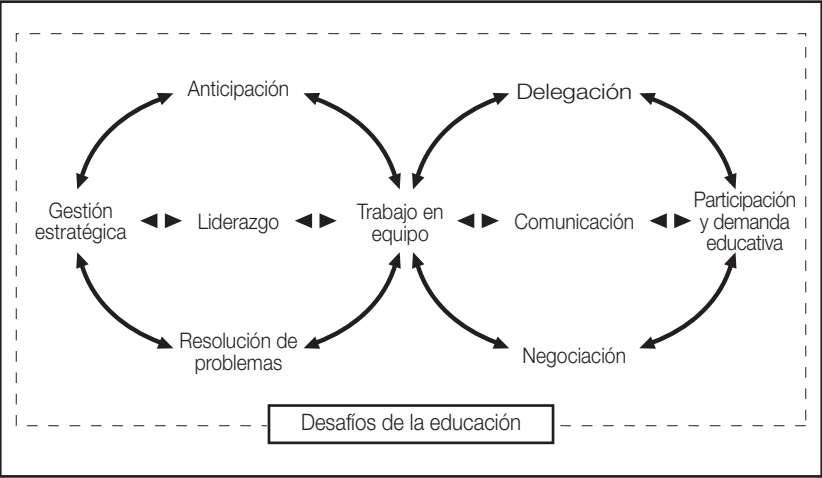 Anticipación
Delegación
Gestión
estratégica
Liderazgo
Trabajo en
equipo
Comunicación
Participación
y demanda
educativa
Resolución de
problemas
Negociación
Desafíos de la educación